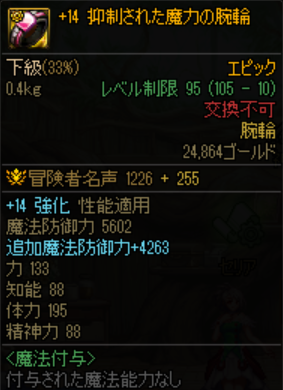 +14 抑制された魔力の腕輪
下級(33%) エピック
0.4kg レベル制限 95 (105 - 10)
交換不可
腕輪
24,864ゴールド
冒険者名声 1226 + 255
+14 強化 性能適用
魔法防御力 5602
追加魔法防御力+4263
力 133
知能 88
体力 195
精神力 88
<魔法付与>
付与された魔法能力なし